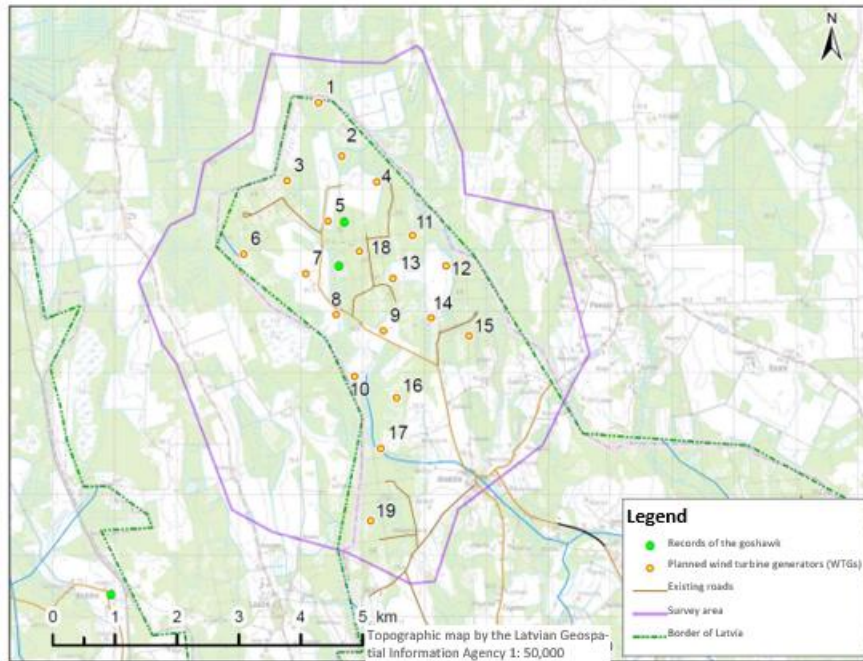 N
1
2
3
4
5
11
6
18
7
13
12
8
14
9
15
10
16
17
19
Legend
Records of the goshawk
Planned wind turbine generators (WTGs)
Existing roads
Survey area
Border of Latvia
0 1 2 3 4 5 km
Topographic map by the Latvian Geospa-
tial Information Agency 1: 50,000